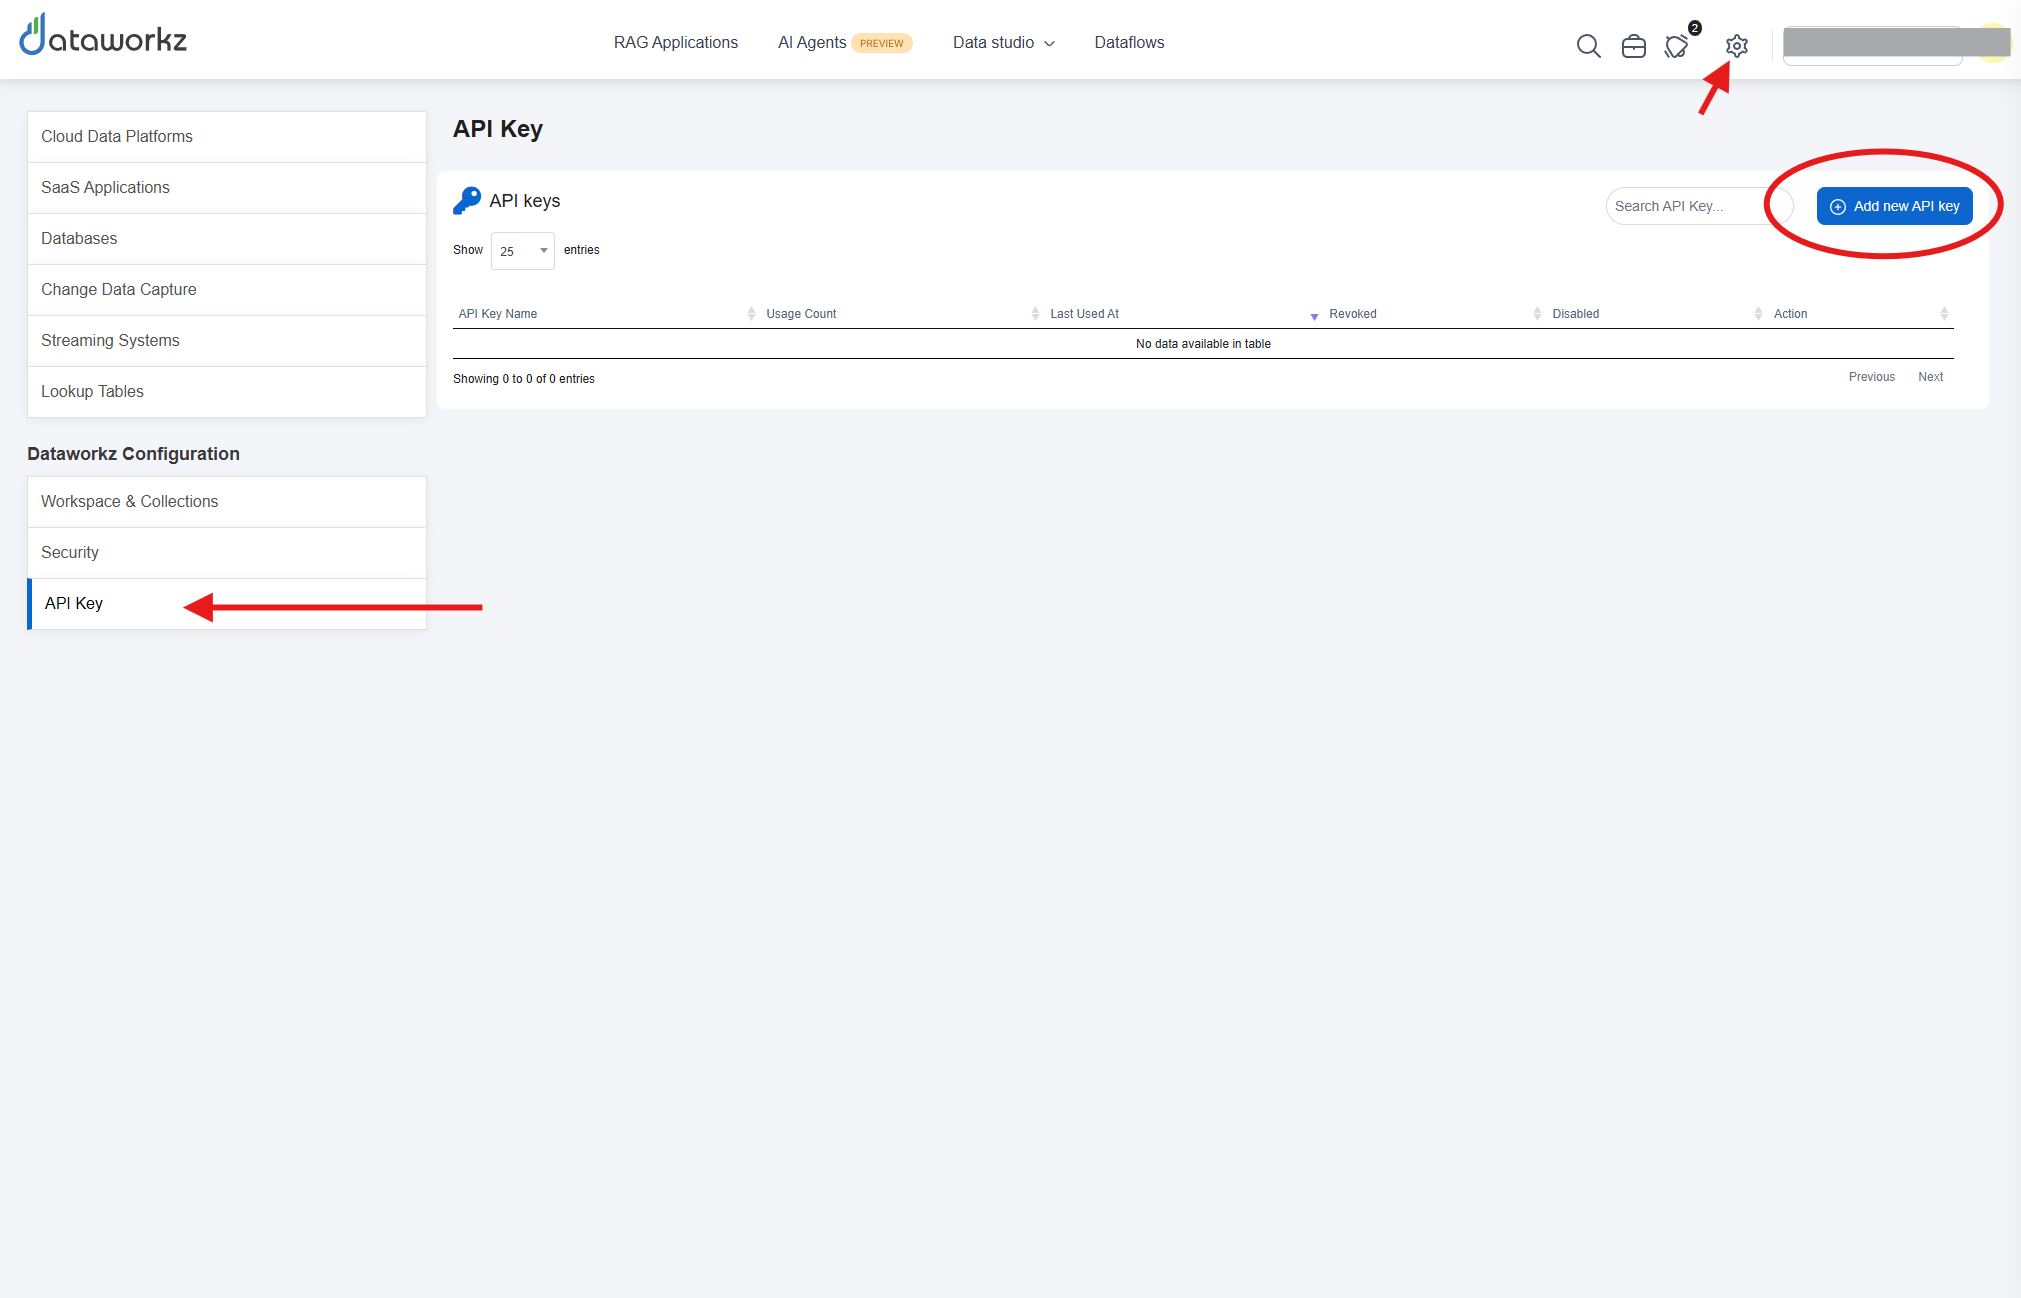 dataworkz
RAG Applications AI Agents PREVIEW Data studio Dataflows
2
Cloud Data Platforms
SaaS Applications
Databases
Change Data Capture
Streaming Systems
Lookup Tables
Dataworkz Configuration
Workspace & Collections
Security
API Key
API Key
API keys
Search API Key...
Add new API key
Show 25 entries
API Key Name Usage Count Last Used At Revoked Disabled Action
No data available in table
Showing 0 to 0 of 0 entries
Previous Next